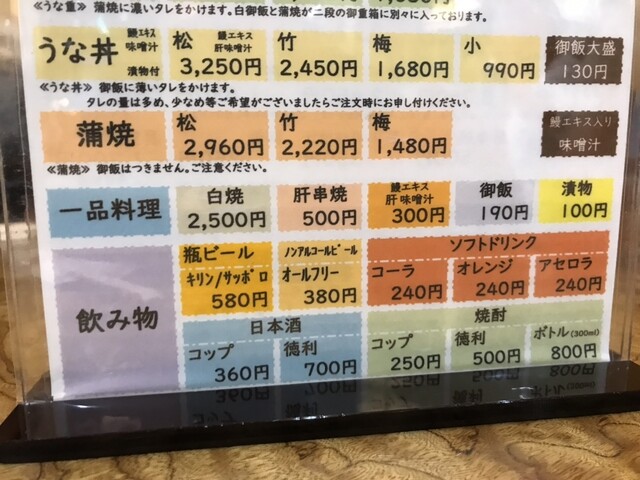 ≪うな重≫ 蒲焼に濃いタレをかけます。白御飯と蒲焼が二段の御重箱に別々に入っております。
うな丼 鰻エキス 味噌汁 漬物付
松 鰻エキス 肝味噌汁 3,250円
竹 2,450円
梅 1,680円
小 990円
御飯大盛 130円
≪うな丼≫ 御飯に薄いタレをかけます。
タレの量は多め、少なめ等ご希望がございましたらご注文時にお申し付けください。
蒲焼
松 2,960円
竹 2,220円
梅 1,480円
鰻エキス入り
味噌汁
≪蒲焼≫ 御飯はつきません。ご注意ください。
一品料理
白焼 2,500円
肝串焼 500円
鰻エキス 肝味噌汁 300円
御飯 190円
漬物 100円
飲み物
瓶ビール
キリン/サッポロ
580円
ノンアルコールビール
オールフリー
380円
ソフトドリンク
コーラ 240円
オレンジ 240円
アセロラ 240円
日本酒
コップ 360円
徳利 700円
焼酎
コップ 250円
徳利 500円
ボトル(300ml) 800円